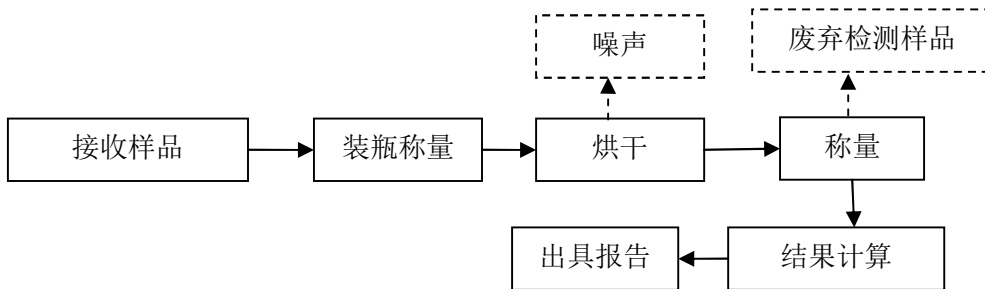 噪声
废弃检测样品
接收样品
装瓶称量
烘干
称量
出具报告
结果计算